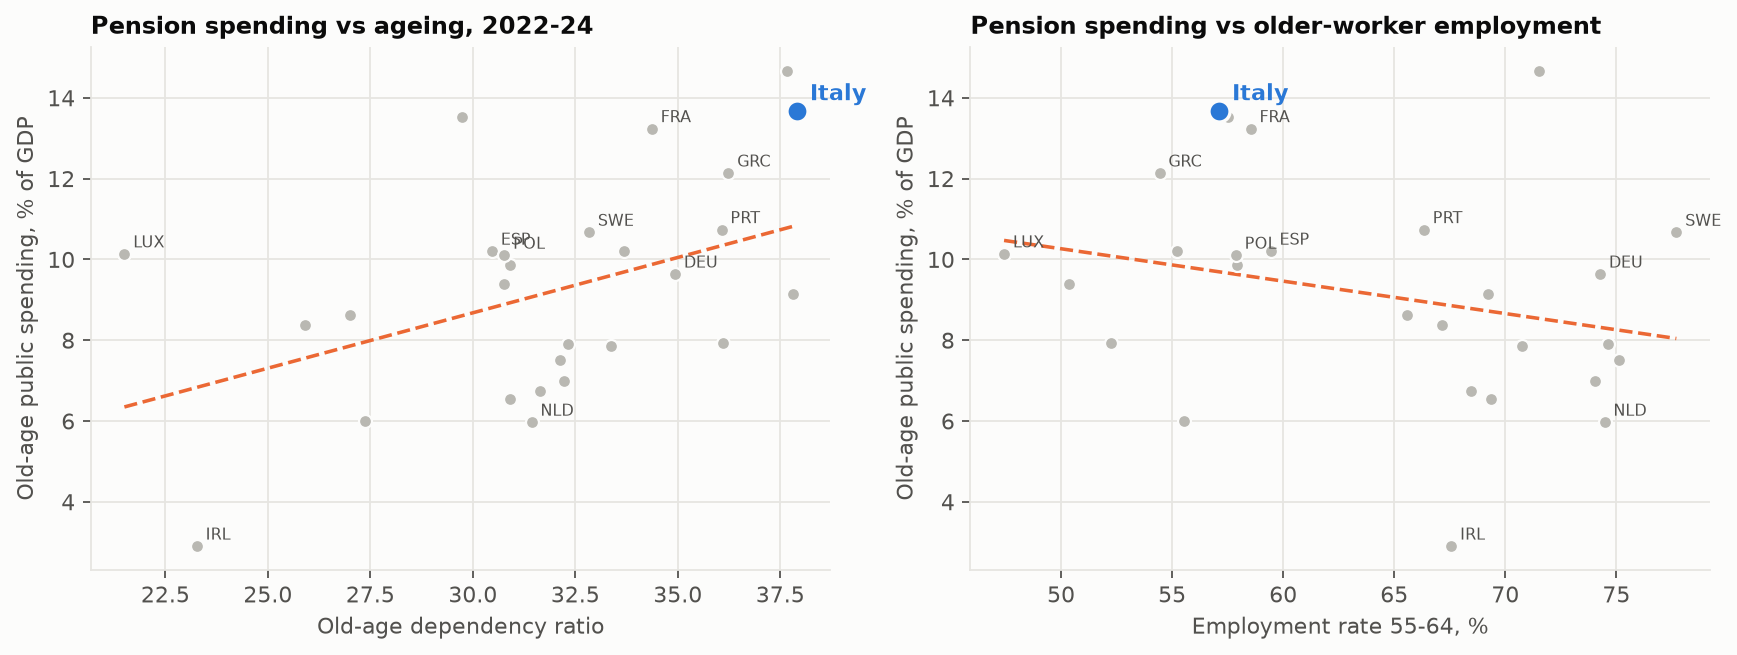 Pension spending vs ageing, 2022-24
Old-age public spending, % of GDP
14
12
10
8
6
4
Italy
FRA
GRC
PRT
SWE
LUX
ESP
POL
DEU
NLD
IRL
22.5 25.0 27.5 30.0 32.5 35.0 37.5
Old-age dependency ratio
Pension spending vs older-worker employment
Old-age public spending, % of GDP
14
12
10
8
6
4
Italy
FRA
GRC
PRT
SWE
LUX
POL
ESP
DEU
NLD
IRL
50 55 60 65 70 75
Employment rate 55-64, %